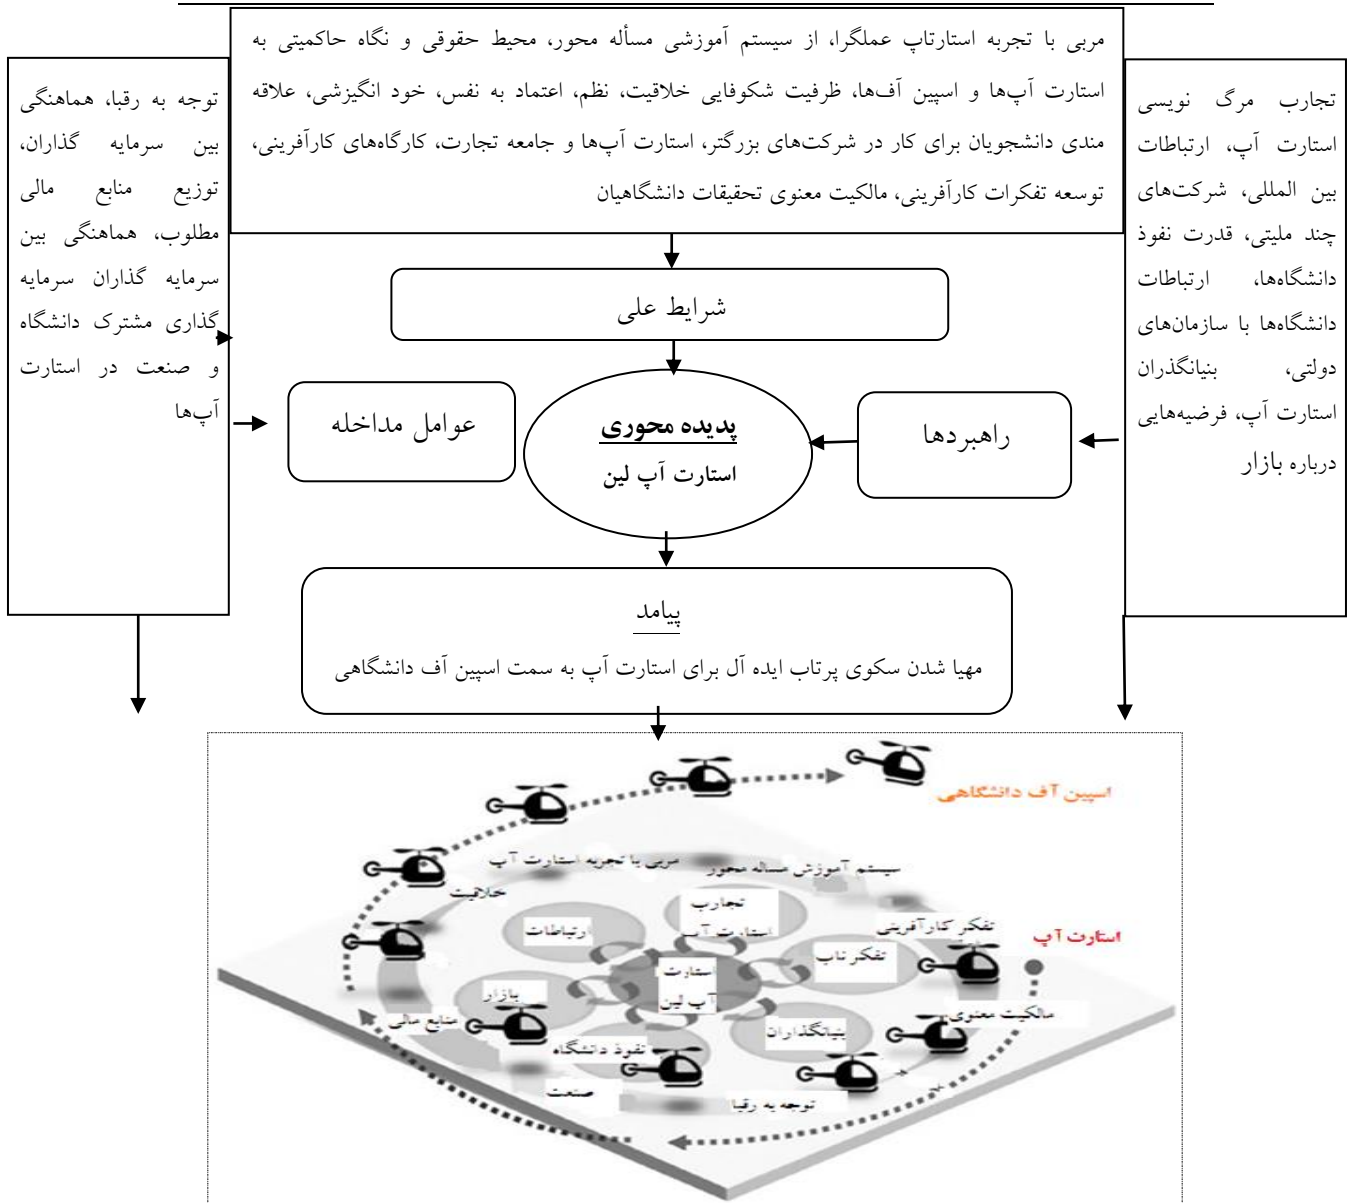 مربی با تجربه استارتاپ عملگرا، از سیستم آموزشی مسأله محور، محیط حقوقی و نگاه حاکمیتی به
استارت آپ‌ها و اسپین آف‌ها، ظرفیت شکوفایی خلاقیت، نظم، اعتماد به نفس، خود انگیزشی، علاقه
مندی دانشجویان برای کار در شرکت‌های بزرگتر، استارت آپ‌ها و جامعه تجارت، کارگاه‌های کارآفرینی،
توسعه تفکرات کارآفرینی، مالکیت معنوی تحقیقات دانشگاهیان
تجارب مرگ نویسی
استارت آپ، ارتباطات
بین المللی، شرکت‌های
چند ملیتی، قدرت نفوذ
دانشگاه‌ها، ارتباطات
دانشگاه‌ها با سازمان‌های
دولتی، بنیانگذران
استارت آپ، فرضیه‌هایی
درباره بازار
توجه به رقبا، هماهنگی
بین سرمایه گذاران،
توزیع منابع مالی
مطلوب، هماهنگی بین
سرمایه گذاران سرمایه
گذاری مشترک دانشگاه
و صنعت در استارت
آپ‌ها
شرایط علی
راهبردها
پدیده محوری
استارت آپ لین
عوامل مداخله
پیامد
مهیا شدن سکوی پرتاب ایده آل برای استارت آپ به سمت اسپین آف دانشگاهی
اسپین آف دانشگاهی
سیستم آموزش مساله محور
مربی با تجربه استارت آپ
خلاقیت
تجارب
استارت آپ
تفکر کارآفرینی
استارت آپ
ارتباطات
تفکر ناب
استارت
آپ لین
بازار
مالکیت معنوی
منابع مالی
بنیانگذاران
نفوذ دانشگاه
صنعت
توجه به رقبا